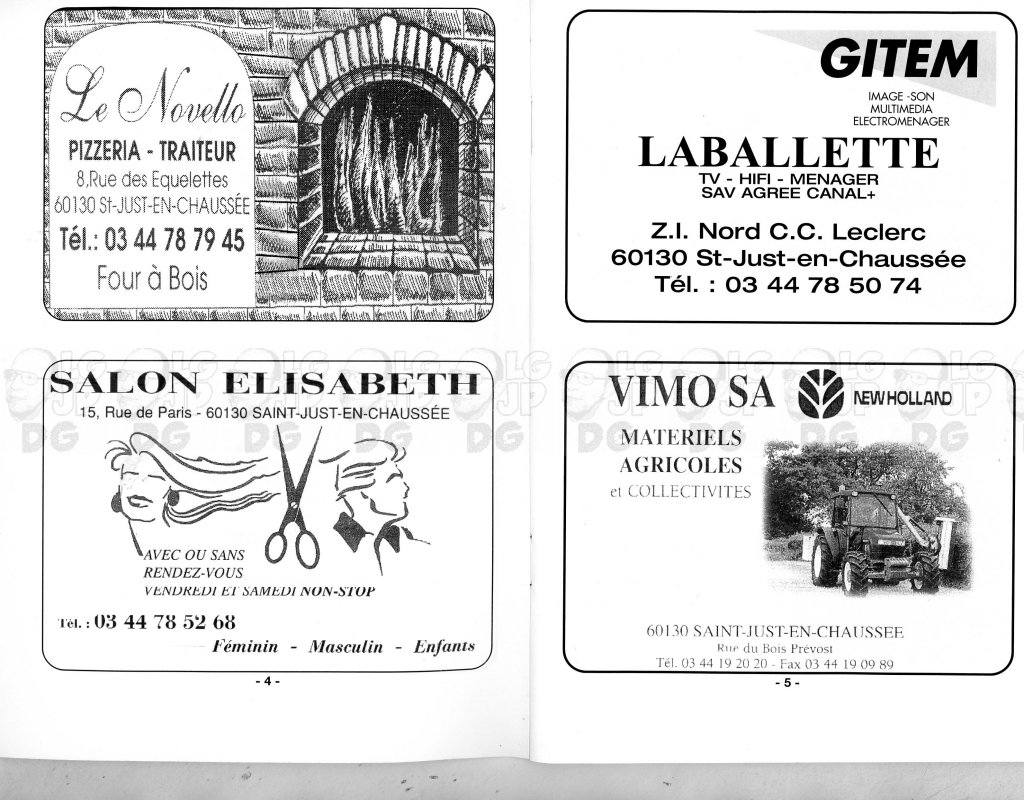 Le Novello
PIZZERIA - TRAITEUR
8,Rue des Equelettes
60130 St-JUST-EN-CHAUSSÉE
Tél.: 03 44 78 79 45
Four à Bois
SALON ELISABETH
15, Rue de Paris - 60130 SAINT-JUST-EN-CHAUSSÉE
AVEC OU SANS
RENDEZ-VOUS
VENDREDI ET SAMEDI NON-STOP
Tél. : 03 44 78 52 68
Féminin - Masculin - Enfants
- 4 -
GITEM
IMAGE -SON
MULTIMEDIA
ELECTROMENAGER
LABALLETTE
TV - HIFI - MENAGER
SAV AGREE CANAL+
Z.I. Nord C.C. Leclerc
60130 St-Just-en-Chaussée
Tél. : 03 44 78 50 74
VIMO SA NEW HOLLAND
MATERIELS
AGRICOLES
et COLLECTIVITES
60130 SAINT-JUST-EN-CHAUSSEE
Rue du Bois Prévost
Tél. 03 44 19 20 20 - Fax 03 44 19 09 89
- 5 -